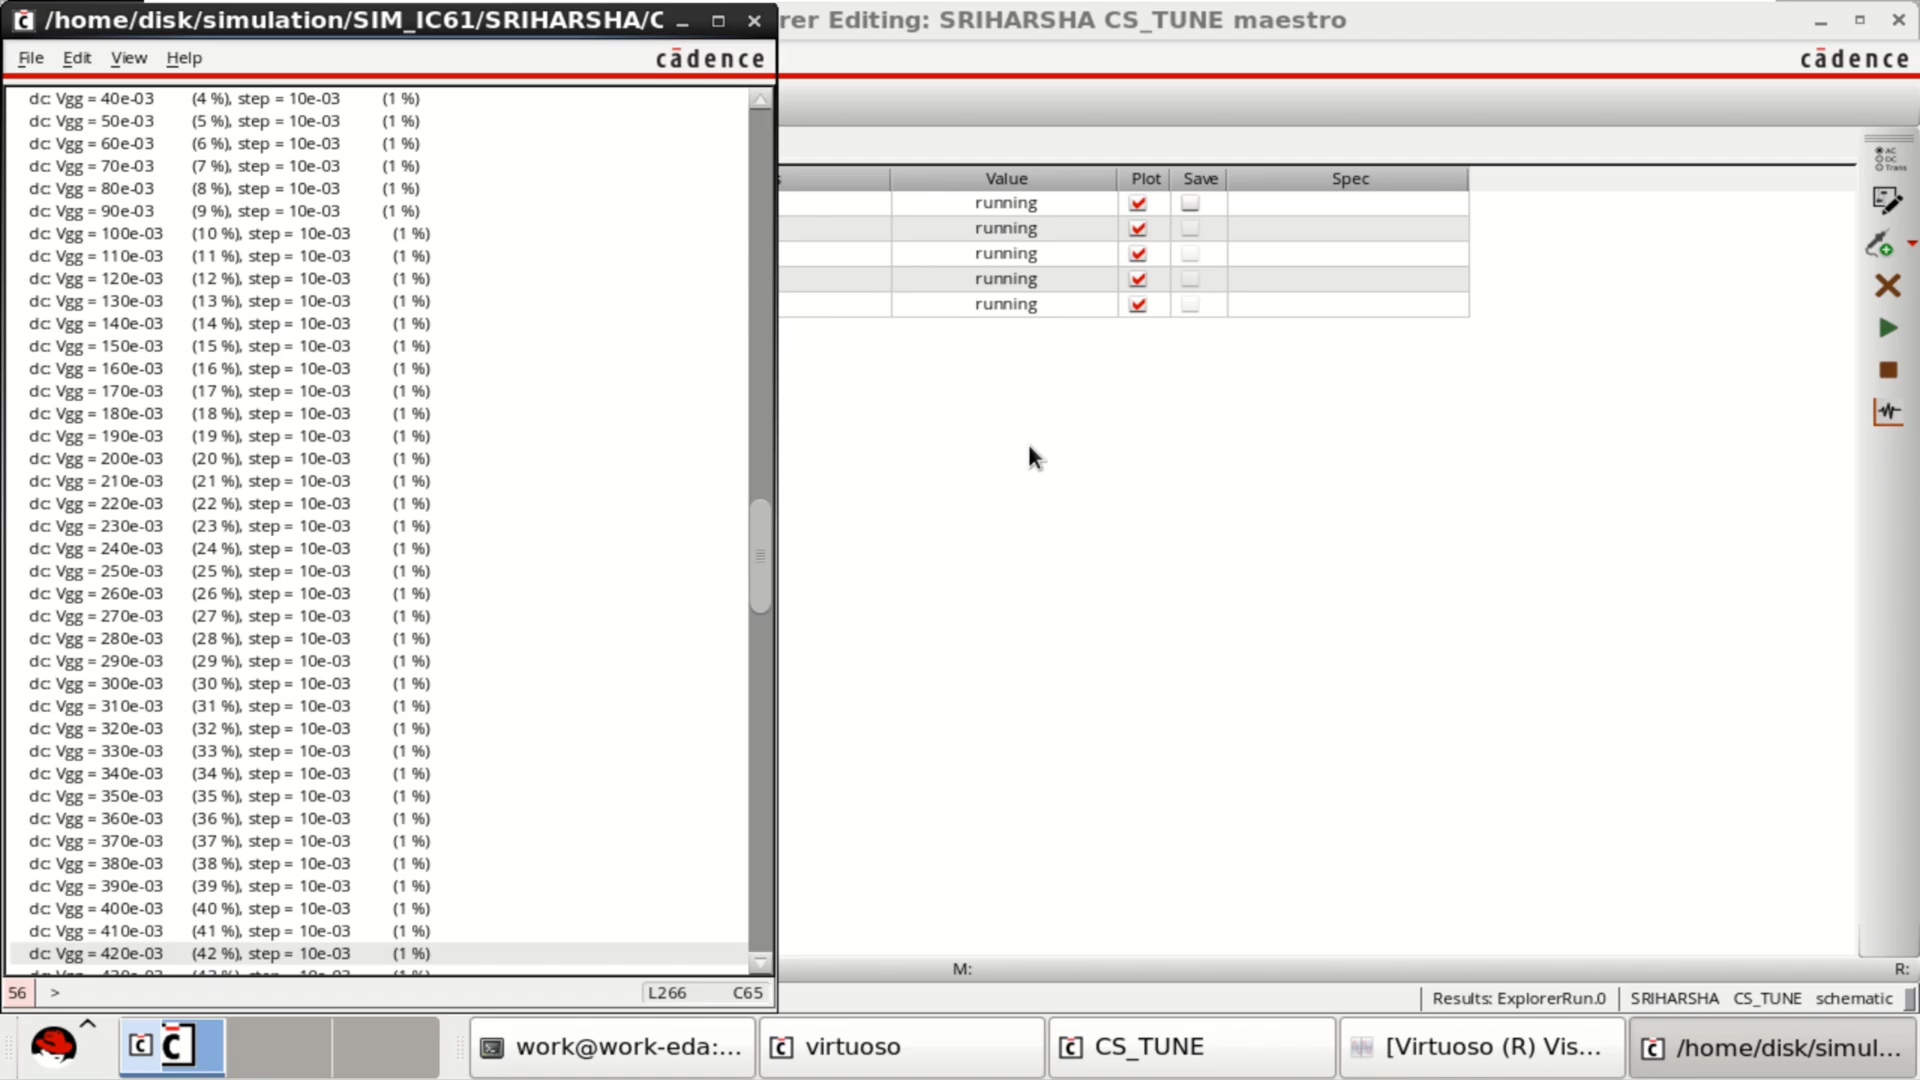 /home/disk/simulation/SIM_IC61/SRIHARSHA/C
rer Editing: SRIHARSHA CS_TUNE maestro
File Edit View Help
cādence
cādence
dc: Vgg = 40e-03 (4 %), step = 10e-03 (1 %)
dc: Vgg = 50e-03 (5 %), step = 10e-03 (1 %)
dc: Vgg = 60e-03 (6 %), step = 10e-03 (1 %)
dc: Vgg = 70e-03 (7 %), step = 10e-03 (1 %)
dc: Vgg = 80e-03 (8 %), step = 10e-03 (1 %)
dc: Vgg = 90e-03 (9 %), step = 10e-03 (1 %)
dc: Vgg = 100e-03 (10 %), step = 10e-03 (1 %)
dc: Vgg = 110e-03 (11 %), step = 10e-03 (1 %)
dc: Vgg = 120e-03 (12 %), step = 10e-03 (1 %)
dc: Vgg = 130e-03 (13 %), step = 10e-03 (1 %)
dc: Vgg = 140e-03 (14 %), step = 10e-03 (1 %)
dc: Vgg = 150e-03 (15 %), step = 10e-03 (1 %)
dc: Vgg = 160e-03 (16 %), step = 10e-03 (1 %)
dc: Vgg = 170e-03 (17 %), step = 10e-03 (1 %)
dc: Vgg = 180e-03 (18 %), step = 10e-03 (1 %)
dc: Vgg = 190e-03 (19 %), step = 10e-03 (1 %)
dc: Vgg = 200e-03 (20 %), step = 10e-03 (1 %)
dc: Vgg = 210e-03 (21 %), step = 10e-03 (1 %)
dc: Vgg = 220e-03 (22 %), step = 10e-03 (1 %)
dc: Vgg = 230e-03 (23 %), step = 10e-03 (1 %)
dc: Vgg = 240e-03 (24 %), step = 10e-03 (1 %)
dc: Vgg = 250e-03 (25 %), step = 10e-03 (1 %)
dc: Vgg = 260e-03 (26 %), step = 10e-03 (1 %)
dc: Vgg = 270e-03 (27 %), step = 10e-03 (1 %)
dc: Vgg = 280e-03 (28 %), step = 10e-03 (1 %)
dc: Vgg = 290e-03 (29 %), step = 10e-03 (1 %)
dc: Vgg = 300e-03 (30 %), step = 10e-03 (1 %)
dc: Vgg = 310e-03 (31 %), step = 10e-03 (1 %)
dc: Vgg = 320e-03 (32 %), step = 10e-03 (1 %)
dc: Vgg = 330e-03 (33 %), step = 10e-03 (1 %)
dc: Vgg = 340e-03 (34 %), step = 10e-03 (1 %)
dc: Vgg = 350e-03 (35 %), step = 10e-03 (1 %)
dc: Vgg = 360e-03 (36 %), step = 10e-03 (1 %)
dc: Vgg = 370e-03 (37 %), step = 10e-03 (1 %)
dc: Vgg = 380e-03 (38 %), step = 10e-03 (1 %)
dc: Vgg = 390e-03 (39 %), step = 10e-03 (1 %)
dc: Vgg = 400e-03 (40 %), step = 10e-03 (1 %)
dc: Vgg = 410e-03 (41 %), step = 10e-03 (1 %)
dc: Vgg = 420e-03 (42 %), step = 10e-03 (1 %)
56 > L266 C65
Value Plot Save Spec
running
running
running
running
running
AC
DC
Trans
M: R:
Results: ExplorerRun.0 SRIHARSHA CS_TUNE schematic
work@work-eda:... virtuoso CS_TUNE [Virtuoso (R) Vis... /home/disk/simul...